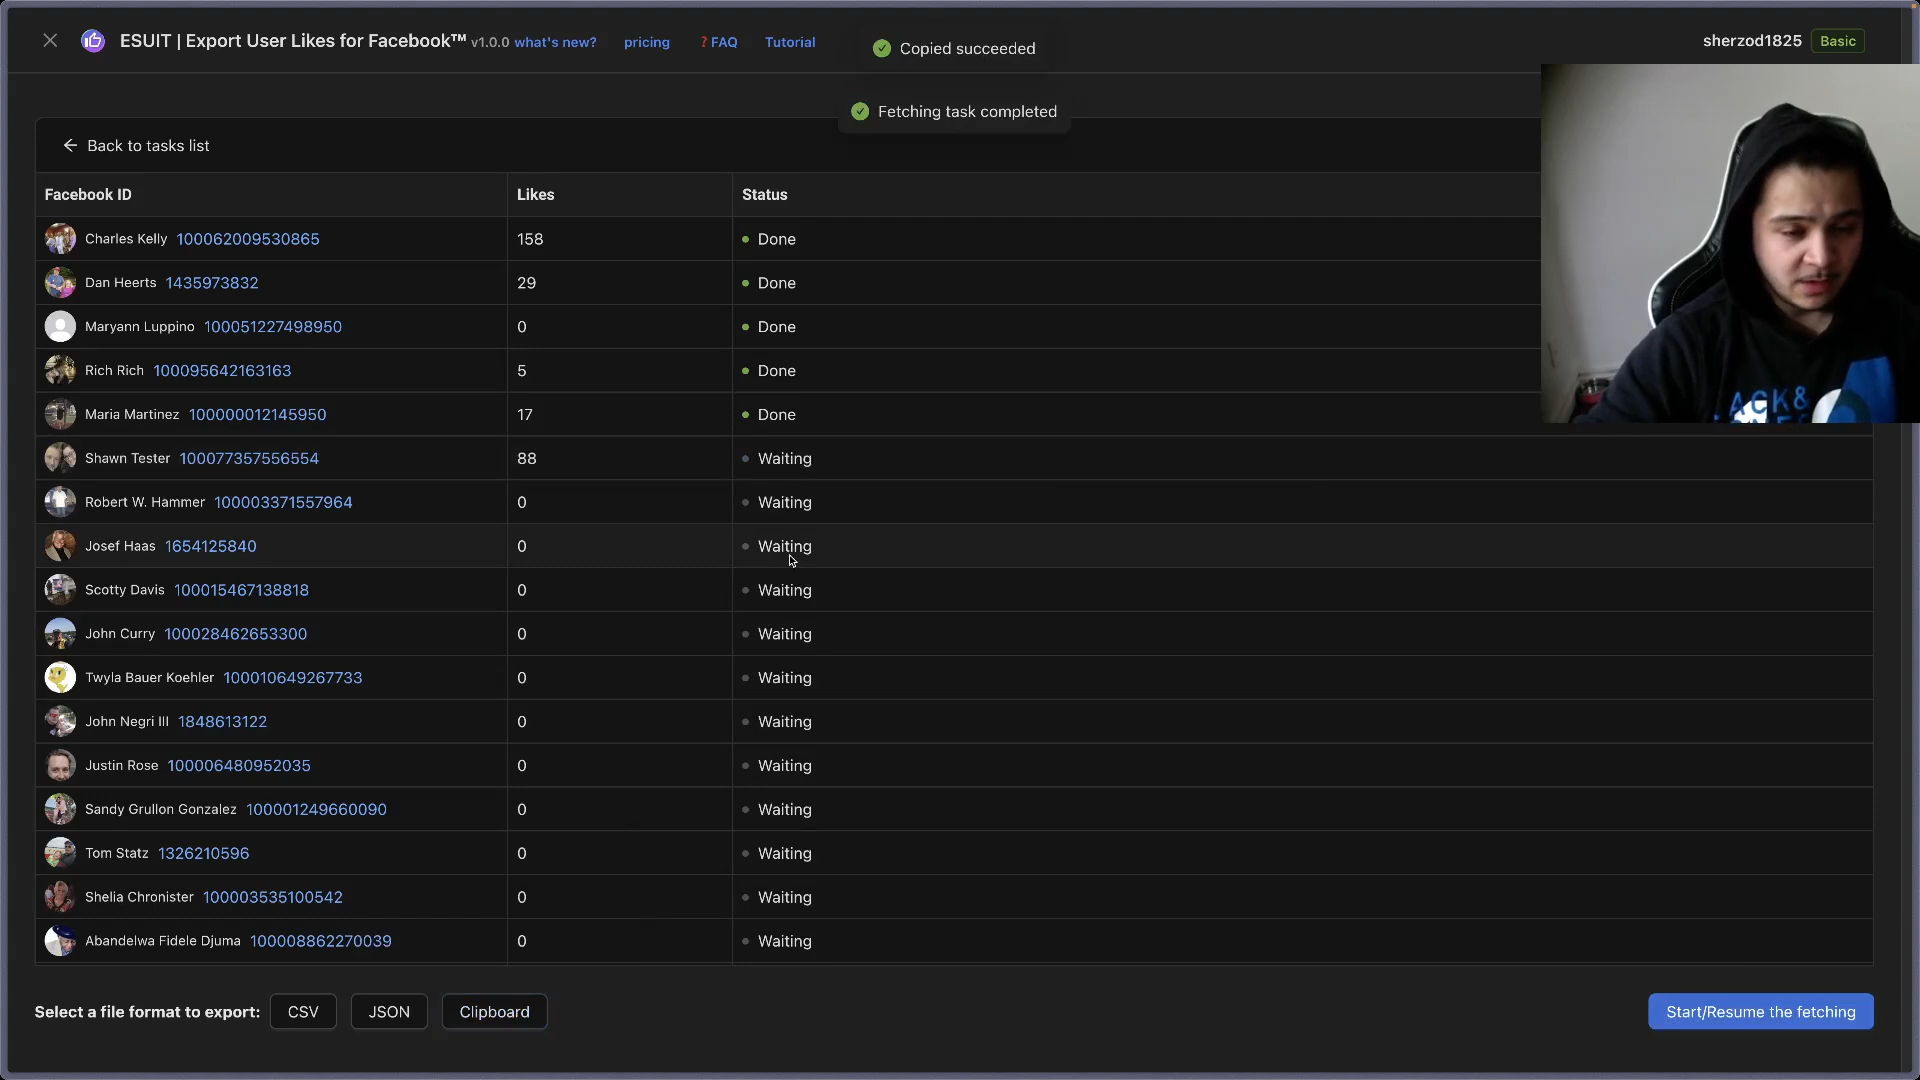 ESUIT | Export User Likes for Facebook™ v1.0.0 what's new? pricing ? FAQ Tutorial
Copied succeeded
sherzod1825 Basic
Fetching task completed
Back to tasks list
Facebook ID Likes Status
Charles Kelly 100062009530865 158 Done
Dan Heerts 1435973832 29 Done
Maryann Luppino 100051227498950 0 Done
Rich Rich 100095642163163 5 Done
Maria Martinez 100000012145950 17 Done
Shawn Tester 100077357556554 88 Waiting
Robert W. Hammer 100003371557964 0 Waiting
Josef Haas 1654125840 0 Waiting
Scotty Davis 100015467138818 0 Waiting
John Curry 100028462653300 0 Waiting
Twyla Bauer Koehler 100010649267733 0 Waiting
John Negri III 1848613122 0 Waiting
Justin Rose 100006480952035 0 Waiting
Sandy Grullon Gonzalez 100001249660090 0 Waiting
Tom Statz 1326210596 0 Waiting
Shelia Chronister 100003535100542 0 Waiting
Abandelwa Fidele Djuma 100008862270039 0 Waiting
Select a file format to export: CSV JSON Clipboard
Start/Resume the fetching